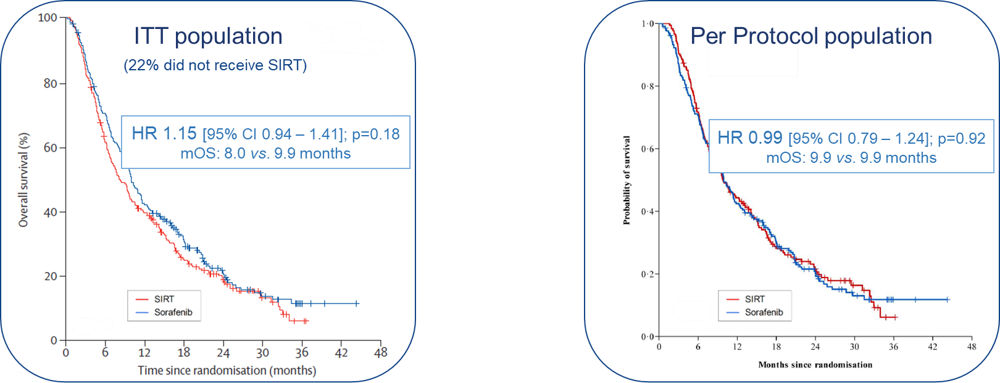 ITT population
(22% did not receive SIRT)
HR 1.15 [95% CI 0.94 – 1.41]; p=0.18
mOS: 8.0 vs. 9.9 months
Overall survival (%)
100
80
60
40
20
0
SIRT
Sorafenib
0 6 12 18 24 30 36 42 48
Time since randomisation (months)
Per Protocol population
HR 0.99 [95% CI 0.79 – 1.24]; p=0.92
mOS: 9.9 vs. 9.9 months
Probability of survival
1·0
0·8
0·6
0·4
0·2
0·0
SIRT
Sorafenib
0 6 12 18 24 30 36 42 48
Months since randomisation